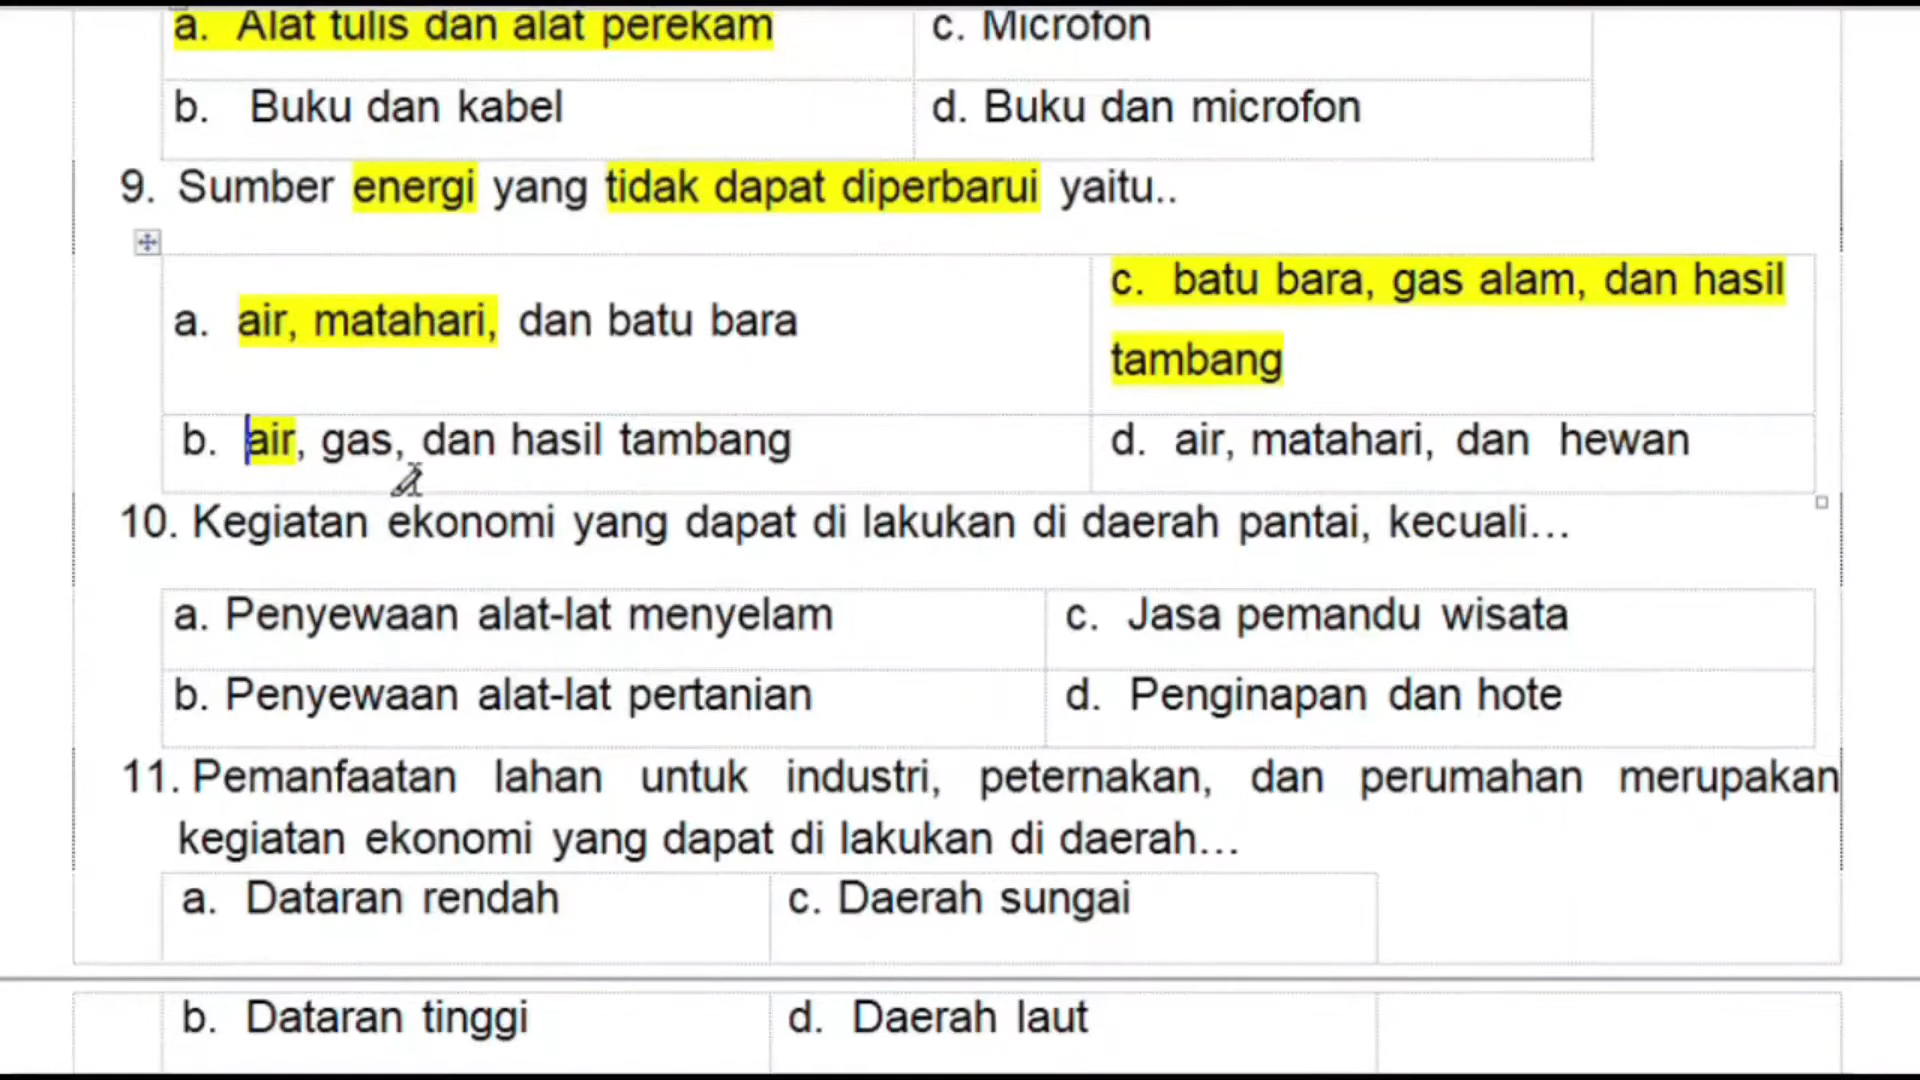 a. Alat tulis dan alat perekam c. Microfon
b. Buku dan kabel d. Buku dan microfon
9. Sumber energi yang tidak dapat diperbarui yaitu..
a. air, matahari, dan batu bara c. batu bara, gas alam, dan hasil
tambang
b. air, gas, dan hasil tambang d. air, matahari, dan hewan
10. Kegiatan ekonomi yang dapat di lakukan di daerah pantai, kecuali...
a. Penyewaan alat-lat menyelam c. Jasa pemandu wisata
b. Penyewaan alat-lat pertanian d. Penginapan dan hote
11. Pemanfaatan lahan untuk industri, peternakan, dan perumahan merupakan
kegiatan ekonomi yang dapat di lakukan di daerah...
a. Dataran rendah c. Daerah sungai
b. Dataran tinggi d. Daerah laut